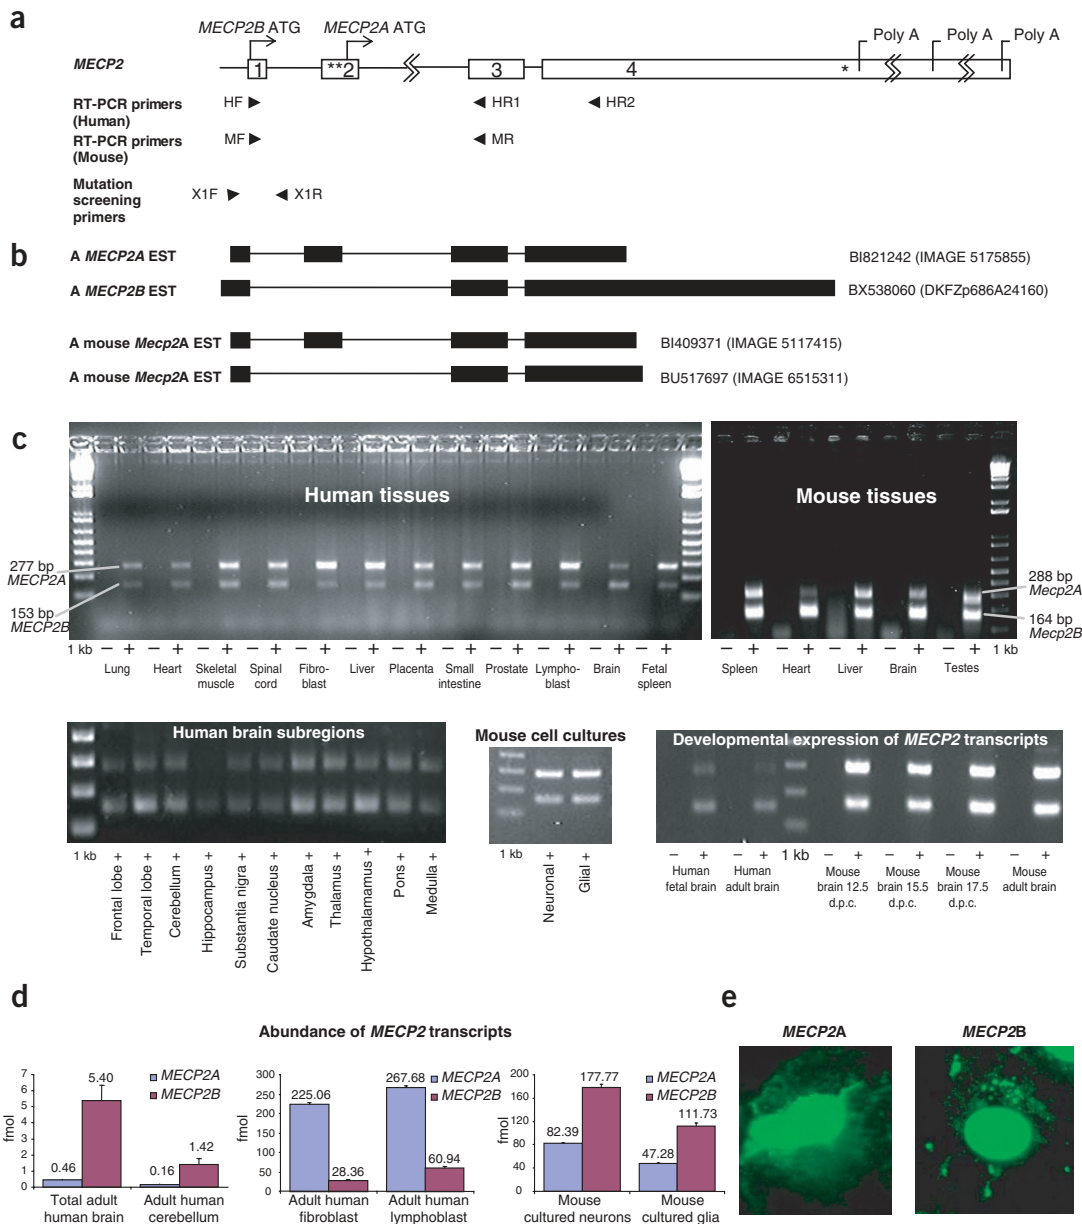 a
MECP2B ATG
MECP2A ATG
Poly A
Poly A
Poly A
MECP2
1
**2
3
4
*
RT-PCR primers
(Human)
HF
HR1
HR2
RT-PCR primers
(Mouse)
MF
MR
Mutation
screening
primers
X1F
X1R
b
A MECP2A EST
BI821242 (IMAGE 5175855)
A MECP2B EST
BX538060 (DKFZp686A24160)
A mouse Mecp2A EST
BI409371 (IMAGE 5117415)
A mouse Mecp2A EST
BU517697 (IMAGE 6515311)
c
Human tissues
277 bp
MECP2A
153 bp
MECP2B
1 kb
− + − + − + − + − + − + − + − + − + − + − + − +
Lung
Heart
Skeletal
muscle
Spinal
cord
Fibro-
blast
Liver
Placenta
Small
intestine
Prostate
Lympho-
blast
Brain
Fetal
spleen
Mouse tissues
288 bp
Mecp2A
164 bp
Mecp2B
− + − + − + − + − + 1 kb
Spleen
Heart
Liver
Brain
Testes
Human brain subregions
1 kb
Frontal lobe +
Temporal lobe +
Cerebellum +
Hippocampus +
Substantia nigra +
Caudate nucleus +
Amygdala +
Thalamus +
Hypothalamamus +
Pons +
Medulla +
Mouse cell cultures
1 kb
Neuronal +
Glial +
Developmental expression of MECP2 transcripts
− + − + 1 kb − + − + − + − +
Human
fetal brain
Human
adult brain
Mouse
brain 12.5
d.p.c.
Mouse
brain 15.5
d.p.c.
Mouse
brain 17.5
d.p.c.
Mouse
adult brain
d
Abundance of MECP2 transcripts
fmol
7
6
5
4
3
2
1
0
MECP2A
MECP2B
0.46
5.40
0.16
1.42
Total adult
human brain
Adult human
cerebellum
fmol
300
250
200
150
100
50
0
MECP2A
MECP2B
225.06
28.36
267.68
60.94
Adult human
fibroblast
Adult human
lymphoblast
fmol
200
160
120
80
40
0
MECP2A
MECP2B
82.39
177.77
47.28
111.73
Mouse
cultured neurons
Mouse
cultured glia
e
MECP2A
MECP2B